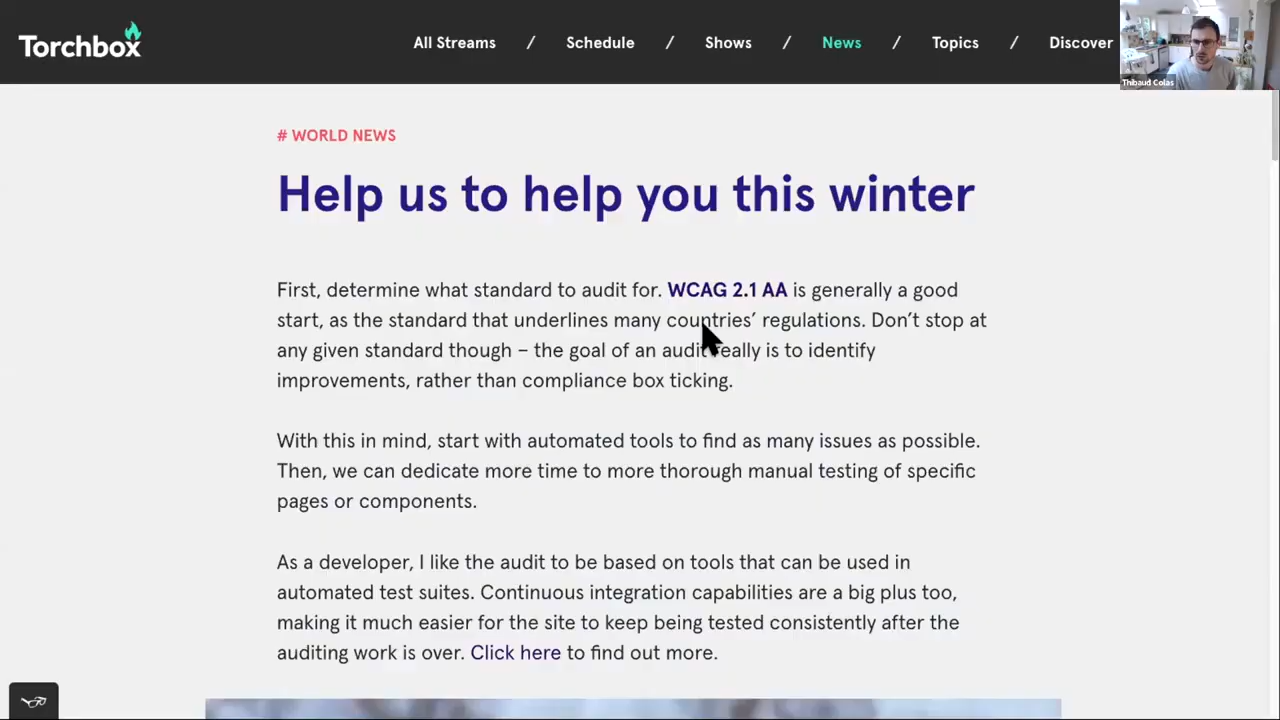 Torchbox
All Streams / Schedule / Shows / News / Topics / Discover
Thibaud Colas
# WORLD NEWS
Help us to help you this winter
First, determine what standard to audit for. WCAG 2.1 AA is generally a good
start, as the standard that underlines many countries’ regulations. Don’t stop at
any given standard though – the goal of an audit really is to identify
improvements, rather than compliance box ticking.
With this in mind, start with automated tools to find as many issues as possible.
Then, we can dedicate more time to more thorough manual testing of specific
pages or components.
As a developer, I like the audit to be based on tools that can be used in
automated test suites. Continuous integration capabilities are a big plus too,
making it much easier for the site to keep being tested consistently after the
auditing work is over. Click here to find out more.